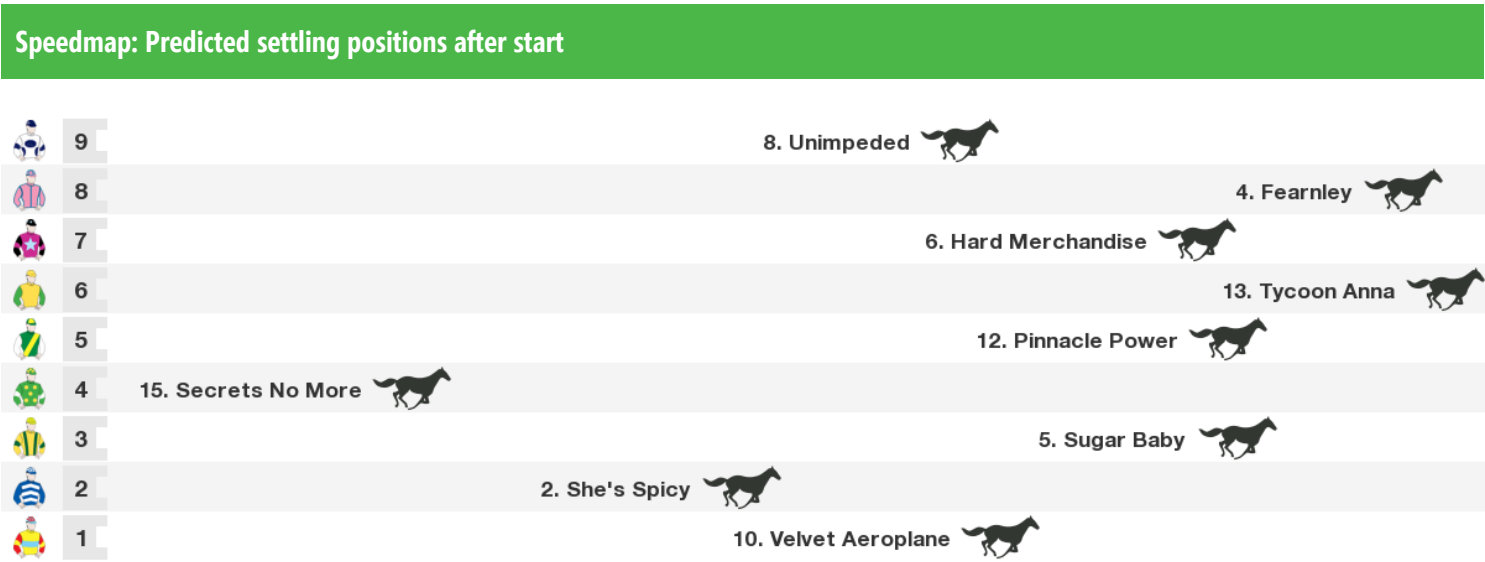 Speedmap: Predicted settling positions after start
9 8. Unimpeded
8 4. Fearnley
7 6. Hard Merchandise
6 13. Tycoon Anna
5 12. Pinnacle Power
4 15. Secrets No More
3 5. Sugar Baby
2 2. She's Spicy
1 10. Velvet Aeroplane